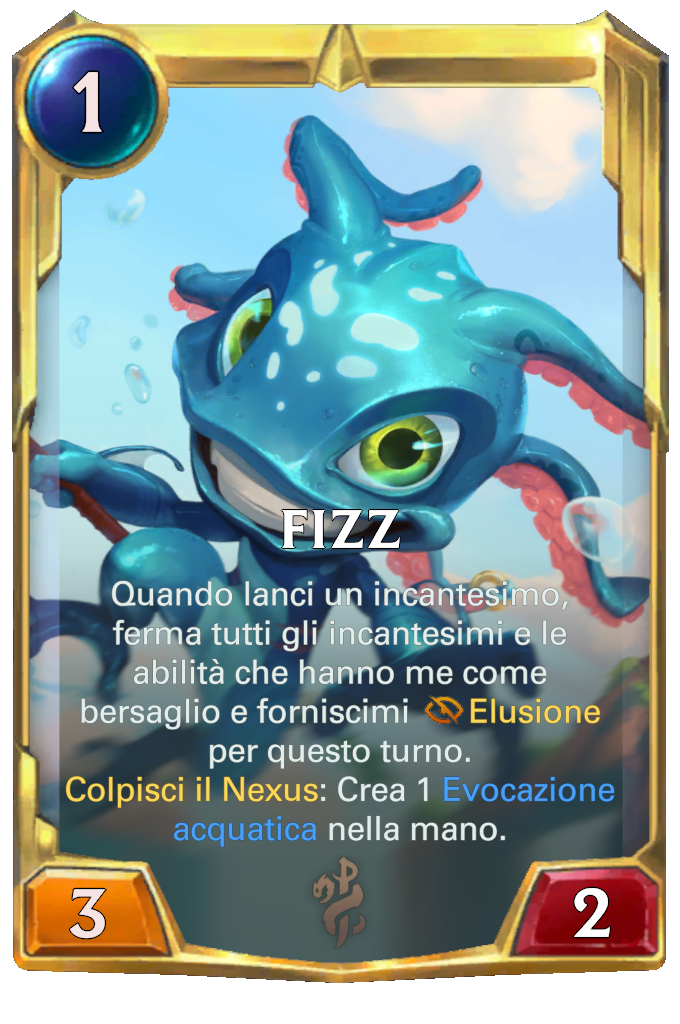 1
FIZZ
Quando lanci un incantesimo,
ferma tutti gli incantesimi e le
abilità che hanno me come
bersaglio e forniscimi Elusione
per questo turno.
Colpisci il Nexus: Crea 1 Evocazione
acquatica nella mano.
3
2